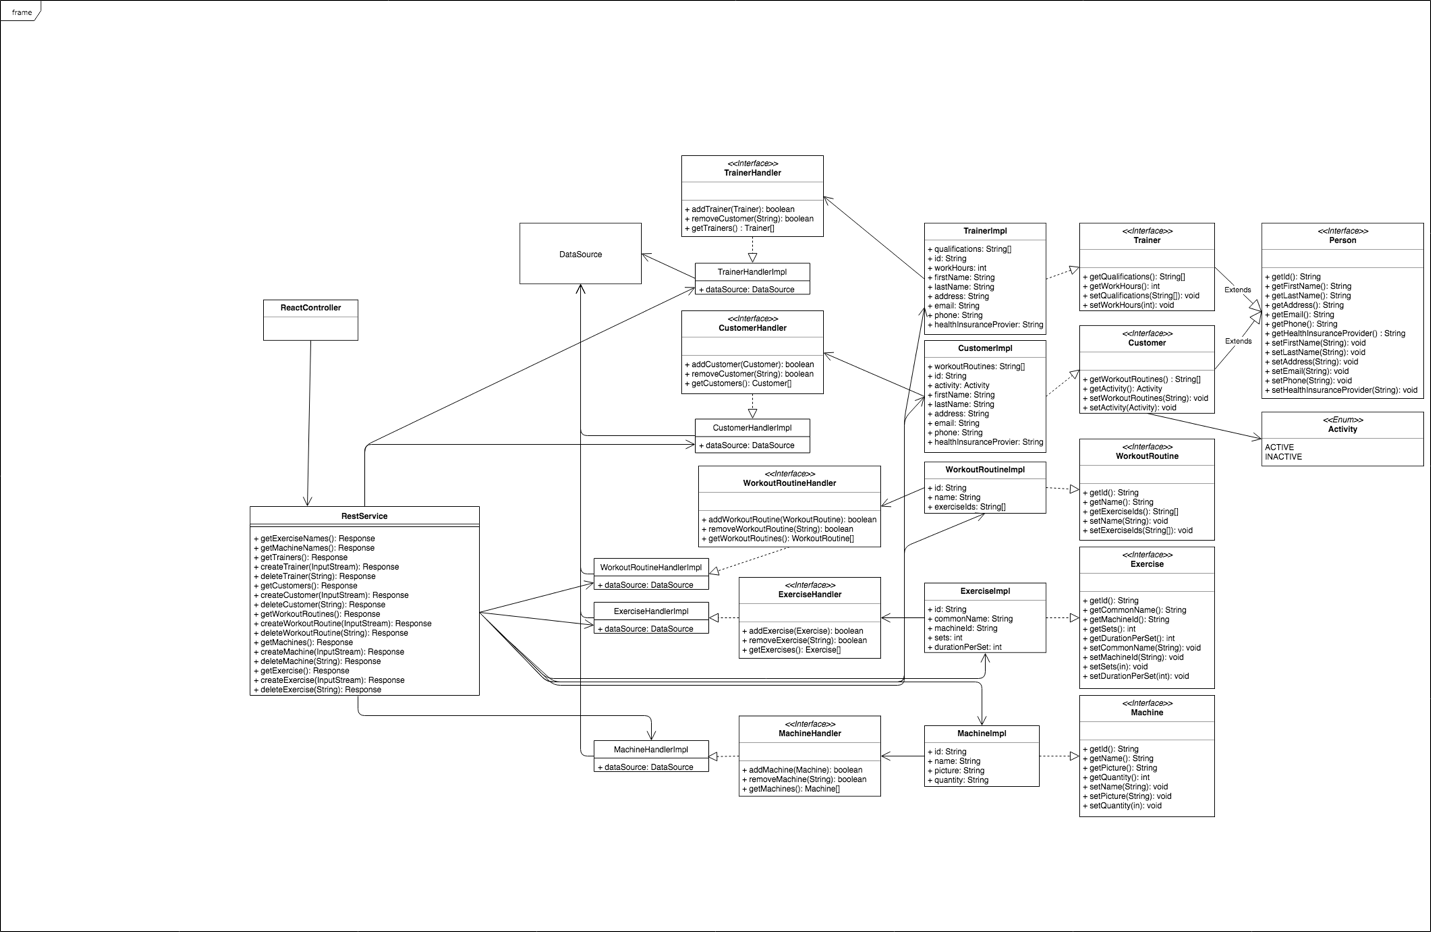 frame
<<Interface>>
TrainerHandler
+ addTrainer(Trainer): boolean
+ removeCustomer(String): boolean
+ getTrainers() : Trainer[]
DataSource
TrainerHandlerImpl
+ dataSource: DataSource
ReactController
<<Interface>>
CustomerHandler
+ addCustomer(Customer): boolean
+ removeCustomer(String): boolean
+ getCustomers(): Customer[]
CustomerHandlerImpl
+ dataSource: DataSource
TrainerImpl
+ qualifications: String[]
+ id: String
+ workHours: int
+ firstName: String
+ lastName: String
+ address: String
+ email: String
+ phone: String
+ healthInsuranceProvier: String
<<Interface>>
Trainer
+ getQualifications(): String[]
+ getWorkHours(): int
+ setQualifications(String[]): void
+ setWorkHours(int): void
Extends
Extends
<<Interface>>
Person
+ getId(): String
+ getFirstName(): String
+ getLastName(): String
+ getAddress(): String
+ getEmail(): String
+ getPhone(): String
+ getHealthInsuranceProvider() : String
+ setFirstName(String): void
+ setLastName(String): void
+ setAddress(String): void
+ setEmail(String): void
+ setPhone(String): void
+ setHealthInsuranceProvider(String): void
CustomerImpl
+ workoutRoutines: String[]
+ id: String
+ activity: Activity
+ firstName: String
+ lastName: String
+ address: String
+ email: String
+ phone: String
+ healthInsuranceProvier: String
<<Interface>>
Customer
+ getWorkoutRoutines() : String[]
+ getActivity(): Activity
+ setWorkoutRoutines(String): void
+ setActivity(Activity): void
<<Enum>>
Activity
ACTIVE
INACTIVE
RestService
+ getExerciseNames(): Response
+ getMachineNames(): Response
+ getTrainers(): Response
+ createTrainer(InputStream): Response
+ deleteTrainer(String): Response
+ getCustomers(): Response
+ createCustomer(InputStream): Response
+ deleteCustomer(String): Response
+ getWorkoutRoutines(): Response
+ createWorkoutRoutine(InputStream): Response
+ deleteWorkoutRoutine(String): Response
+ getMachines(): Response
+ createMachine(InputStream): Response
+ deleteMachine(String): Response
+ getExercise(): Response
+ createExercise(InputStream): Response
+ deleteExercise(String): Response
<<Interface>>
WorkoutRoutineHandler
+ addWorkoutRoutine(WorkoutRoutine): boolean
+ removeWorkoutRoutine(String): boolean
+ getWorkoutRoutines(): WorkoutRoutine[]
WorkoutRoutineImpl
+ id: String
+ name: String
+ exerciseIds: String[]
<<Interface>>
WorkoutRoutine
+ getId(): String
+ getName(): String
+ getExerciseIds(): String[]
+ setName(String): void
+ setExerciseIds(String[]): void
WorkoutRoutineHandlerImpl
+ dataSource: DataSource
ExerciseHandlerImpl
+ dataSource: DataSource
<<Interface>>
ExerciseHandler
+ addExercise(Exercise): boolean
+ removeExercise(String): boolean
+ getExercises(): Exercise[]
ExerciseImpl
+ id: String
+ commonName: String
+ machineId: String
+ sets: int
+ durationPerSet: int
<<Interface>>
Exercise
+ getId(): String
+ getCommonName(): String
+ getMachineId(): String
+ getSets(): int
+ getDurationPerSet(): int
+ setCommonName(String): void
+ setMachineId(String): void
+ setSets(in): void
+ setDurationPerSet(int): void
MachineHandlerImpl
+ dataSource: DataSource
<<Interface>>
MachineHandler
+ addMachine(Machine): boolean
+ removeMachine(String): boolean
+ getMachines(): Machine[]
MachineImpl
+ id: String
+ name: String
+ picture: String
+ quantity: String
<<Interface>>
Machine
+ getId(): String
+ getName(): String
+ getPicture(): String
+ getQuantity(): int
+ setName(String): void
+ setPicture(String): void
+ setQuantity(in): void